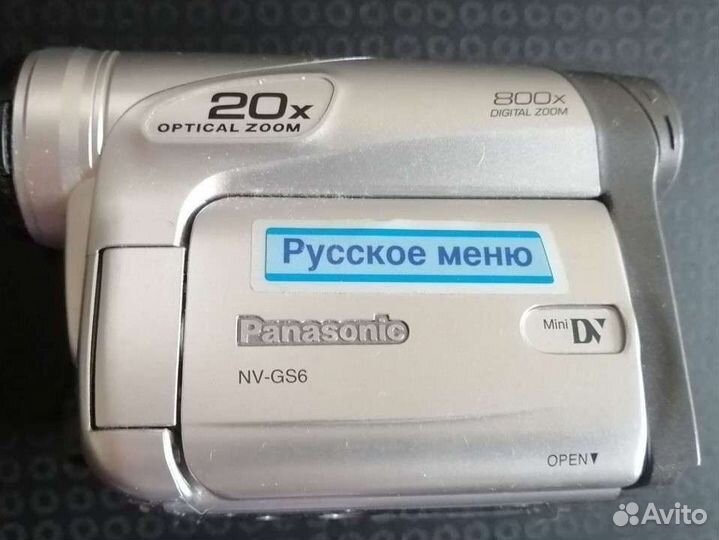 20x
OPTICAL ZOOM
800x
DIGITAL ZOOM
Русское меню
Panasonic
Mini DV
NV-GS6
OPEN▼
Avito